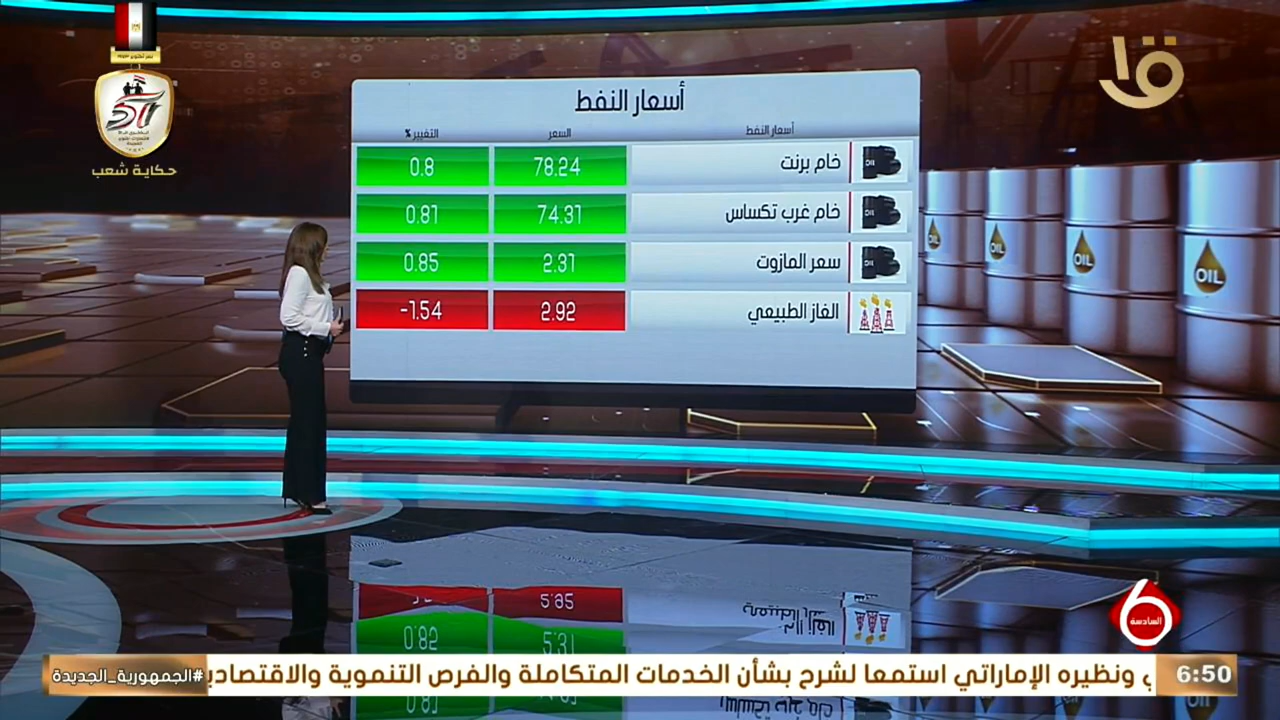 حكاية شعب
أسعار النفط
أسعار النفط السعر التغيير %
خام برنت 78.24 0.8
خام غرب تكساس 74.31 0.81
سعر المازوت 2.31 0.85
الغاز الطبيعي 2.92 -1.54
OIL
OIL
OIL
OIL
6
السادسة
6:50 ي ونظيره الإماراتي استمعا لشرح بشأن الخدمات المتكاملة والفرص التنموية والاقتصادي #الجمهورية_الجديدة